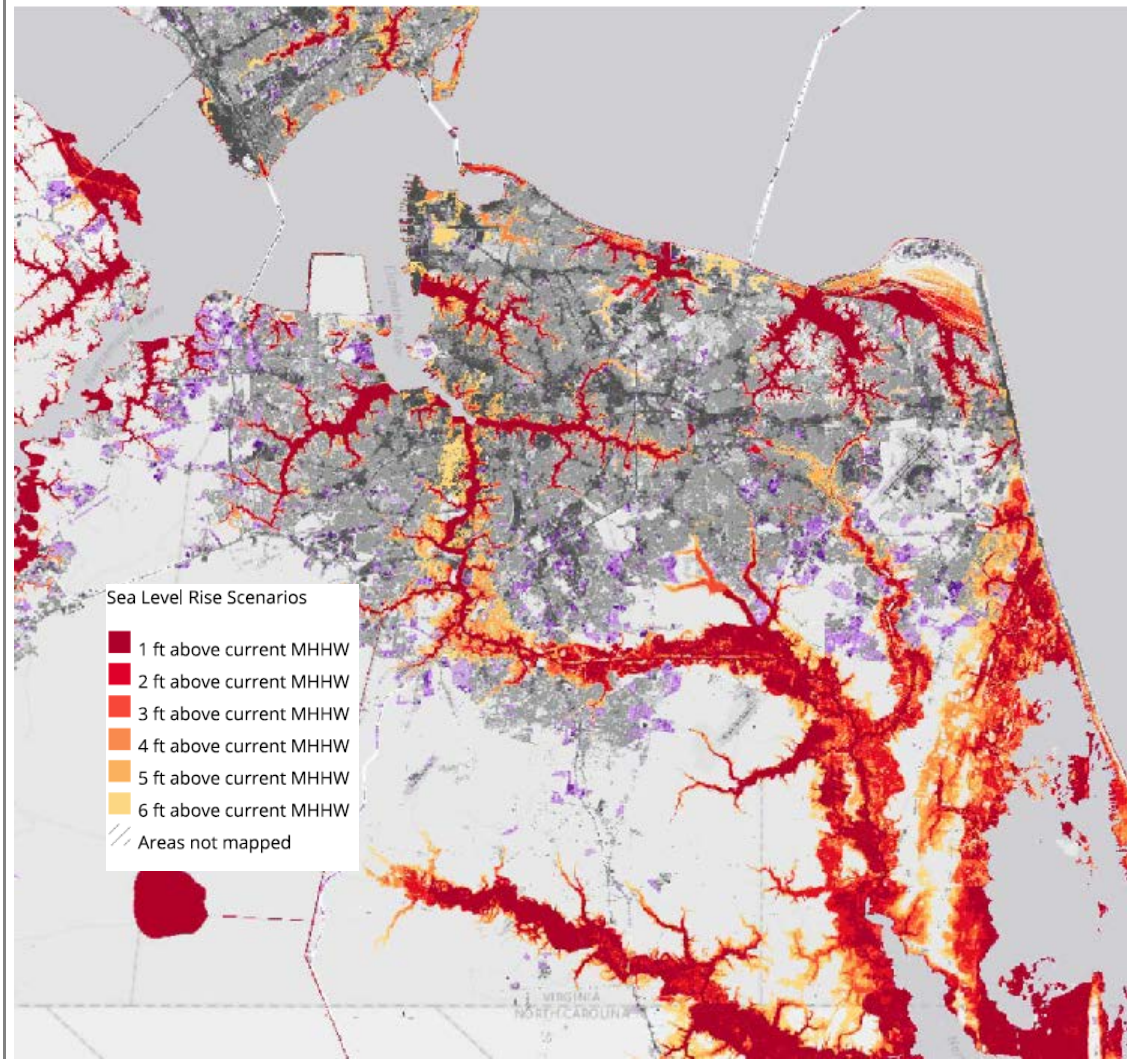 Elizabeth River
Sea Level Rise Scenarios
1 ft above current MHHW
2 ft above current MHHW
3 ft above current MHHW
4 ft above current MHHW
5 ft above current MHHW
6 ft above current MHHW
Areas not mapped
VIRGINIA
NORTH CAROLINA